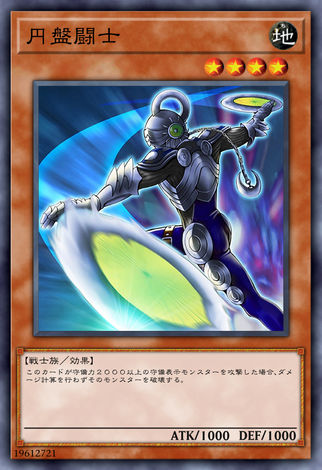 円盤闘士
地
ち
【戦士族／効果】
このカードが守備力２０００以上の守備表示モンスターを攻撃した場合、ダメ
ージ計算を行わずそのモンスターを破壊する。
ATK/1000 DEF/1000
19612721